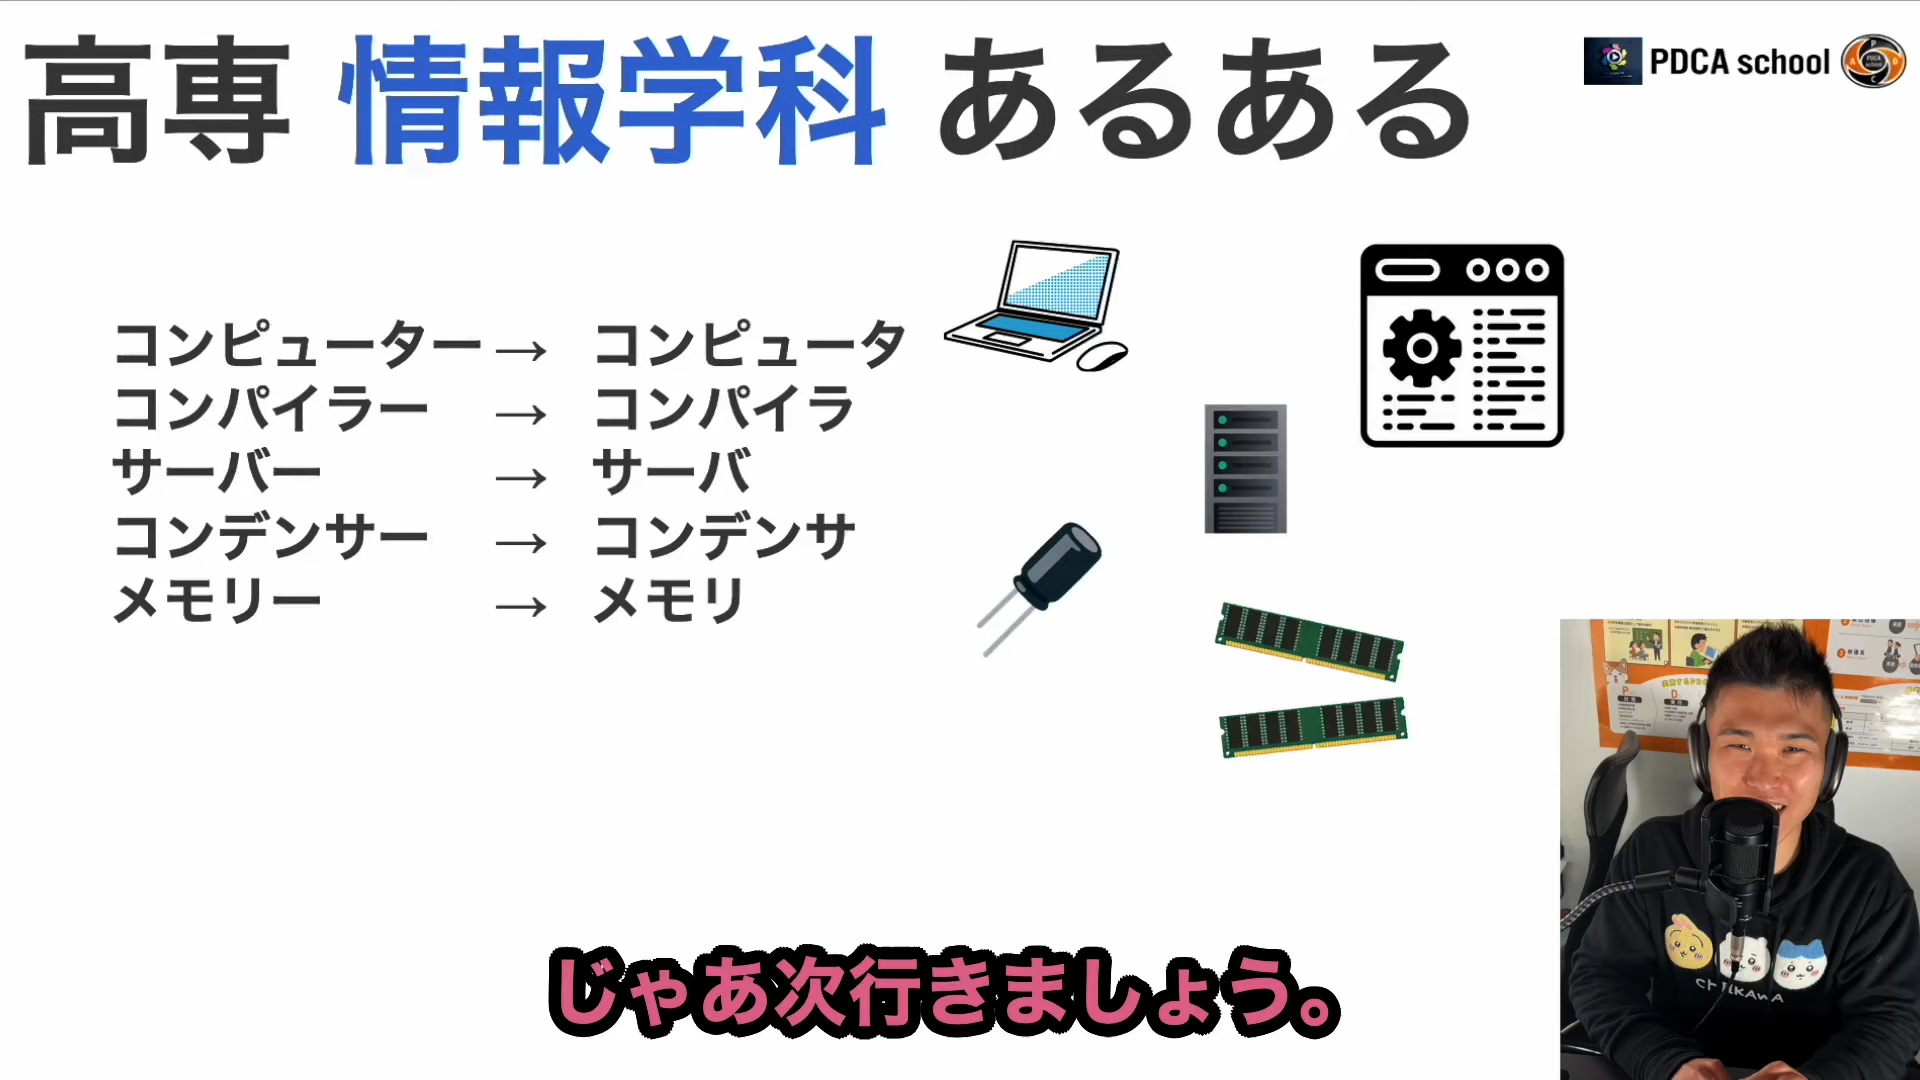 高専 情報学科 あるある
PDCA school
コンピューター → コンピュータ
コンパイラー → コンパイラ
サーバー → サーバ
コンデンサー → コンデンサ
メモリー → メモリ
じゃあ次行きましょう。